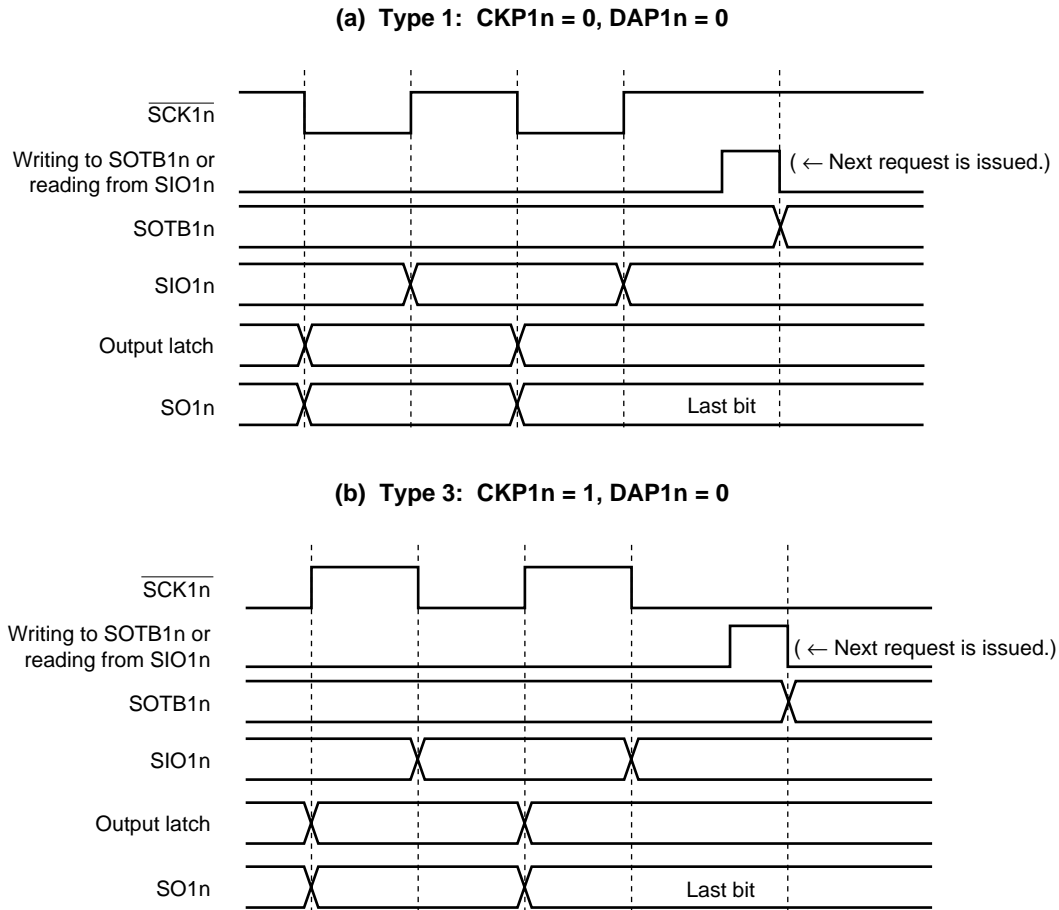 (a) Type 1: CKP1n = 0, DAP1n = 0
SCK1n
Writing to SOTB1n or
reading from SIO1n
( ← Next request is issued.)
SOTB1n
SIO1n
Output latch
SO1n
Last bit
(b) Type 3: CKP1n = 1, DAP1n = 0
SCK1n
Writing to SOTB1n or
reading from SIO1n
( ← Next request is issued.)
SOTB1n
SIO1n
Output latch
SO1n
Last bit